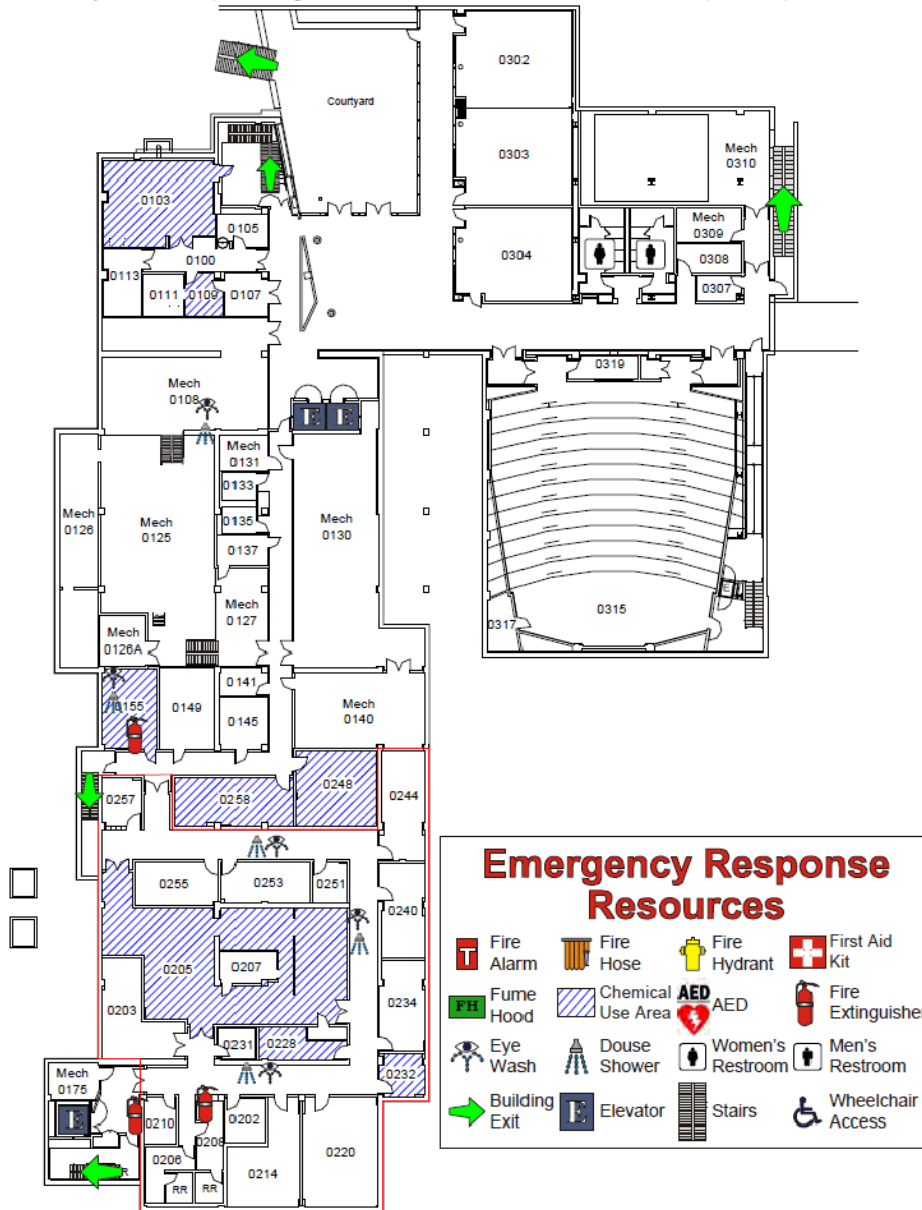 Courtyard
0302
0303
Mech
0310
0103
0105
Mech
0309
0304
0308
0100
0113
0111
0109
0107
0307
0319
Mech
0108
E
E
Mech
0131
0133
Mech
0126
Mech
0125
0135
Mech
0130
0137
Mech
0127
E
0315
0317
Mech
0126A
0141
0155
0149
0145
Mech
0140
0248
0257
0258
0244
0255
0253
0251
0240
0205
0207
0203
0234
0231
0228
0232
Mech
0175
E
0210
0202
0208
0206
0220
0214
R
RR
RR
Emergency Response
Resources
T
Fire
Alarm
Fire
Hose
Fire
Hydrant
First Aid
Kit
FH
Fume
Hood
Chemical
Use Area
AED
AED
Fire
Extinguisher
Eye
Wash
Douse
Shower
Women's
Restroom
Men's
Restroom
Building
Exit
E
Elevator
Stairs
Wheelchair
Access